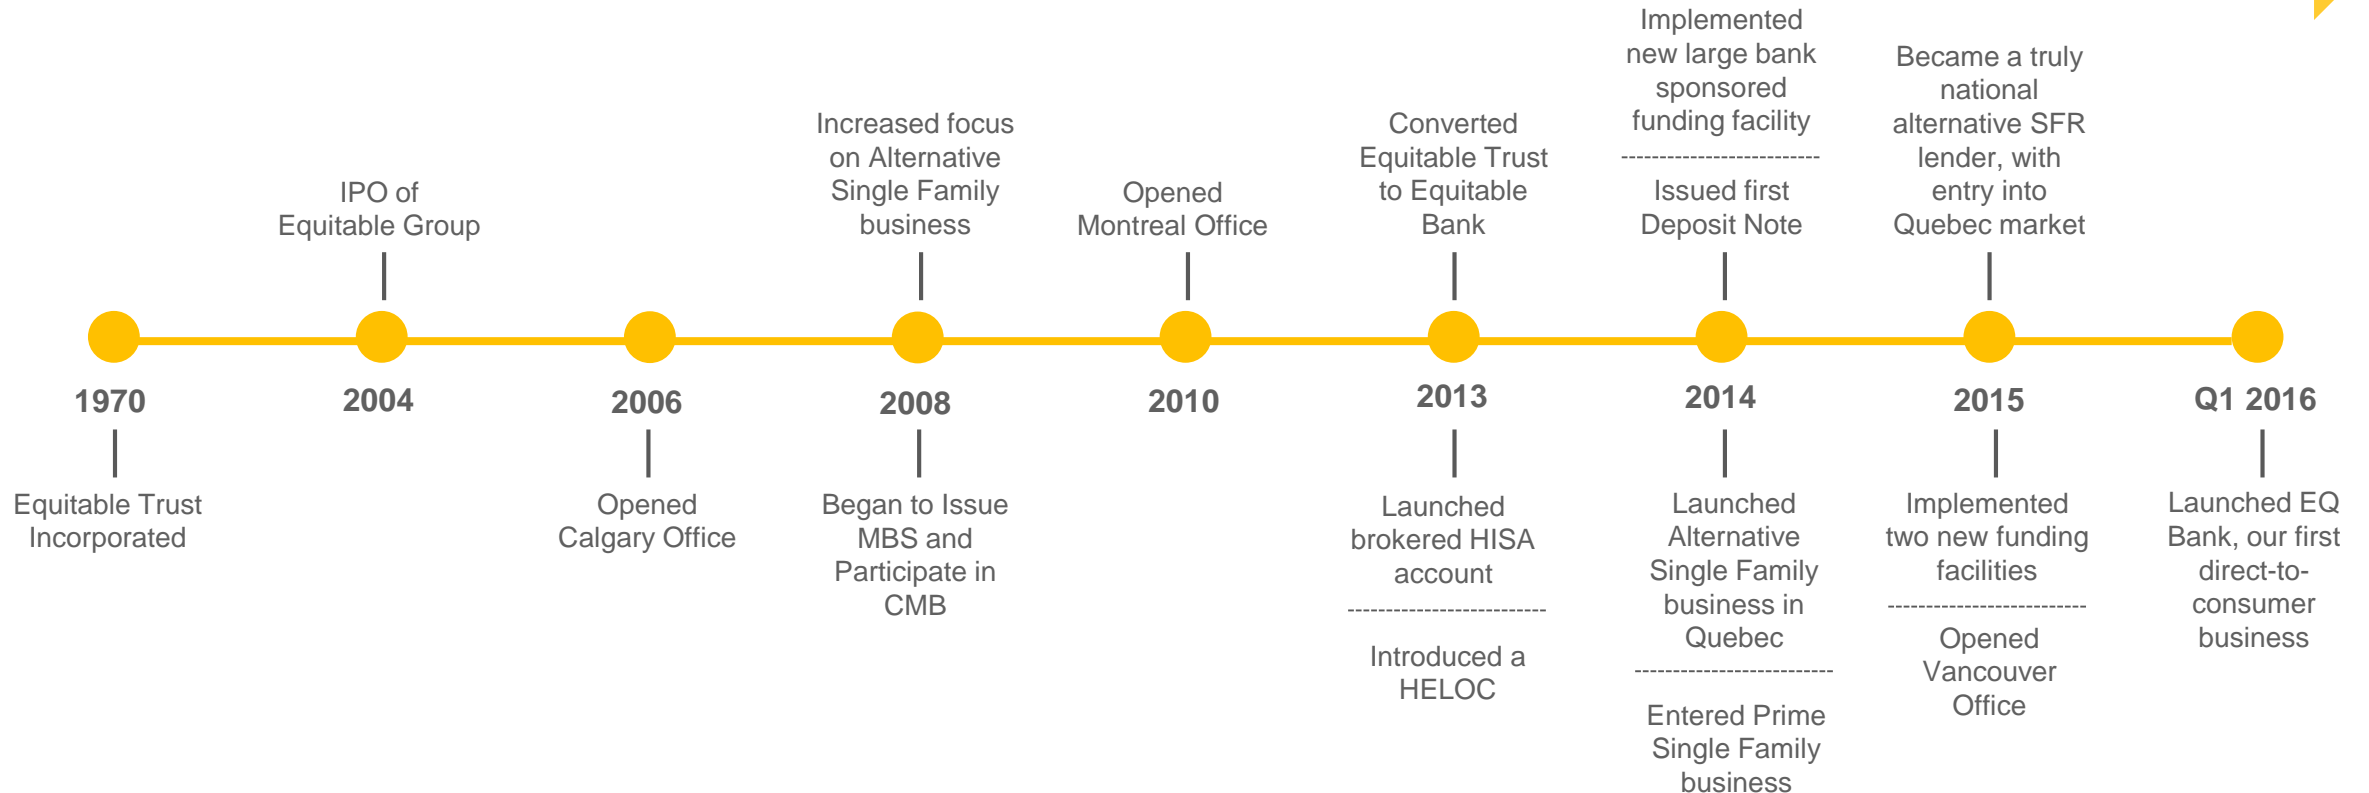 1970
Equitable Trust
Incorporated
IPO of
Equitable Group
2004
2006
Opened
Calgary Office
Increased focus
on Alternative
Single Family
business
2008
Began to Issue
MBS and
Participate in
CMB
Opened
Montreal Office
2010
Converted
Equitable Trust
to Equitable
Bank
2013
Launched
brokered HISA
account
--------------------------
Introduced a
HELOC
Implemented
new large bank
sponsored
funding facility
--------------------------
Issued first
Deposit Note
2014
Launched
Alternative
Single Family
business in
Quebec
--------------------------
Entered Prime
Single Family
business
Became a truly
national
alternative SFR
lender, with
entry into
Quebec market
2015
Implemented
two new funding
facilities
--------------------------
Opened
Vancouver
Office
Q1 2016
Launched EQ
Bank, our first
direct-to-
consumer
business